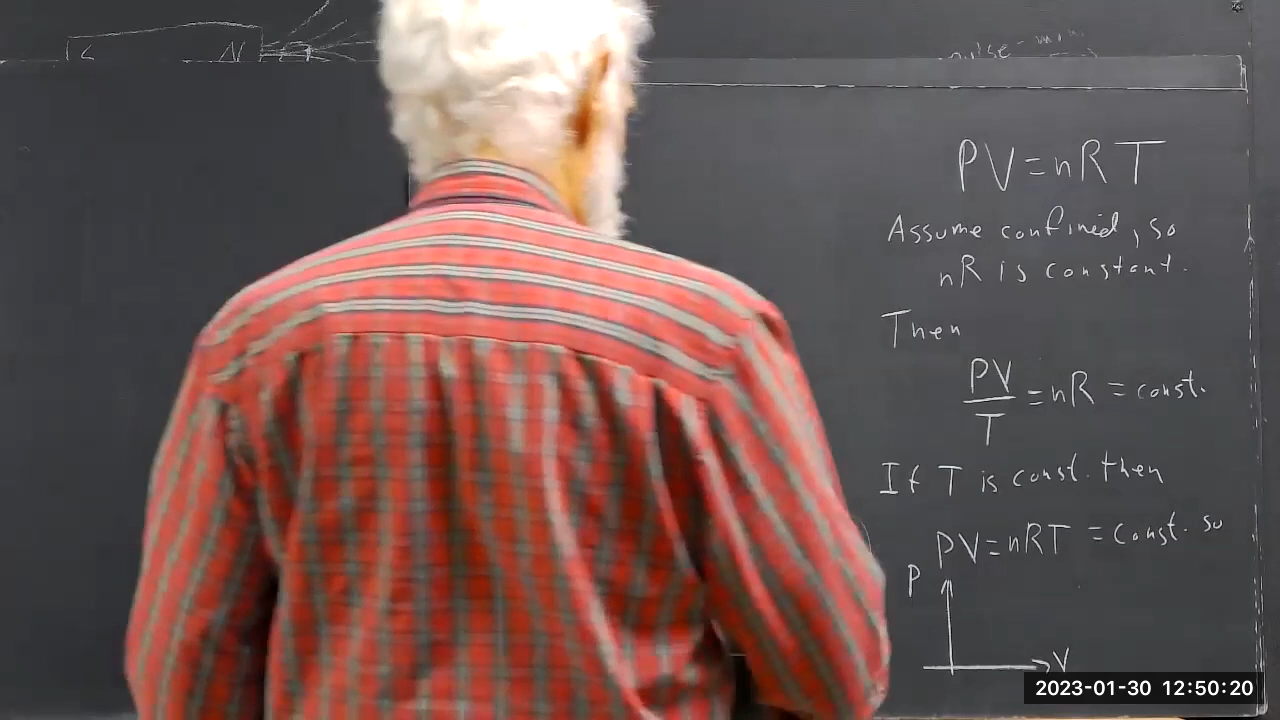 PV = nRT
Assume confined, so
nR is constant.
Then
PV/T = nR = const.
If T is const. then
PV = nRT = const. so
P
V
2023-01-30 12:50:20